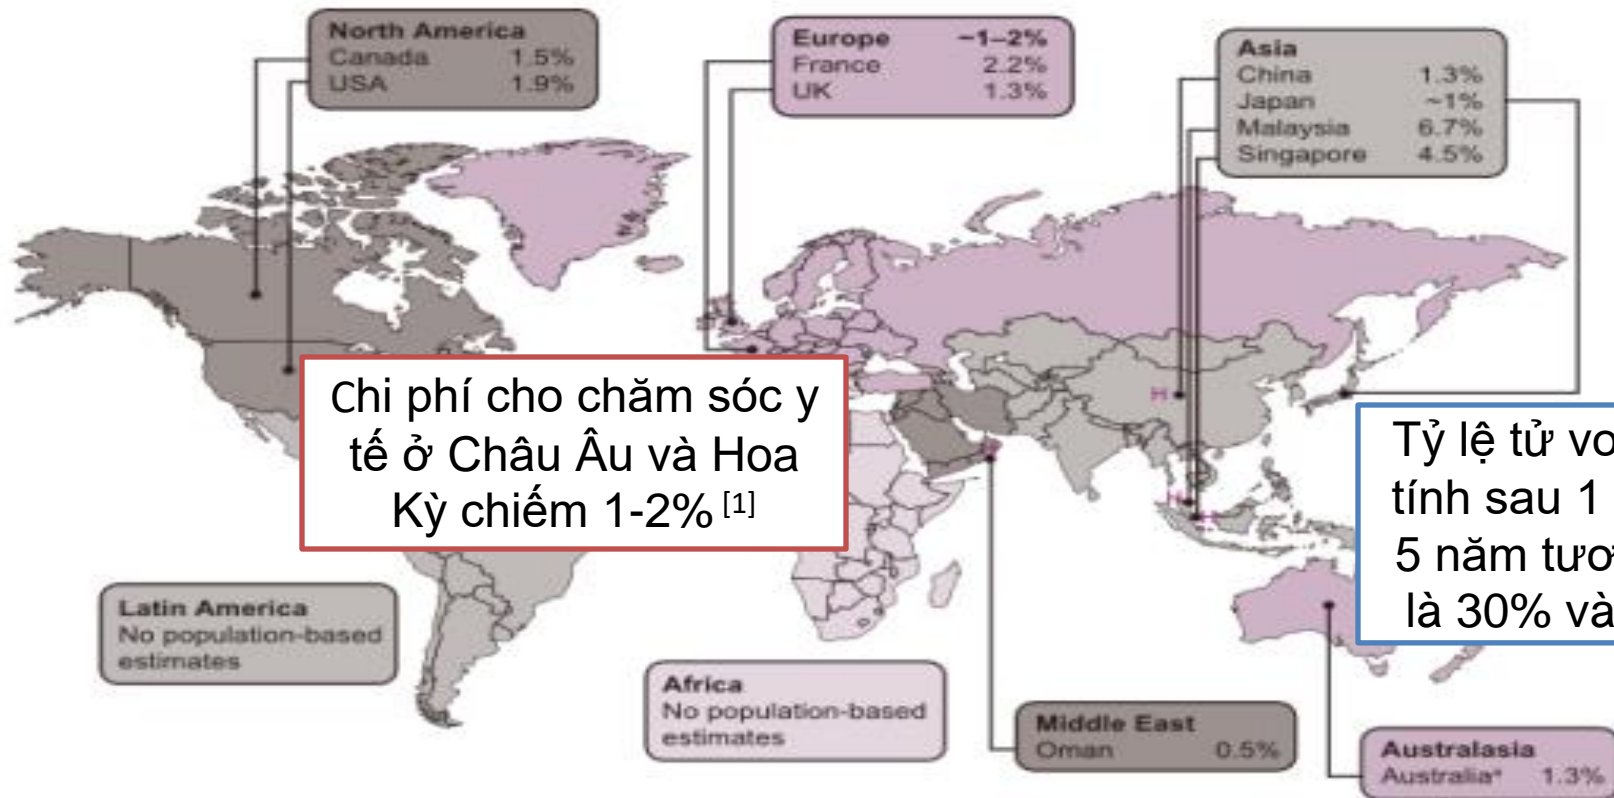 North America
Canada 1.5%
USA 1.9%
Europe ~1–2%
France 2.2%
UK 1.3%
Asia
China 1.3%
Japan ~1%
Malaysia 6.7%
Singapore 4.5%
H
H
H
Chi phí cho chăm sóc y
tế ở Châu Âu và Hoa
Kỳ chiếm 1-2% [1]
Tỷ lệ tử
tính sau 1
5 năm
là 30% và
Latin America
No population-based
estimates
Africa
No population-based
estimates
Middle East
Oman 0.5%
Australasia
Australiaᵃ 1.3%